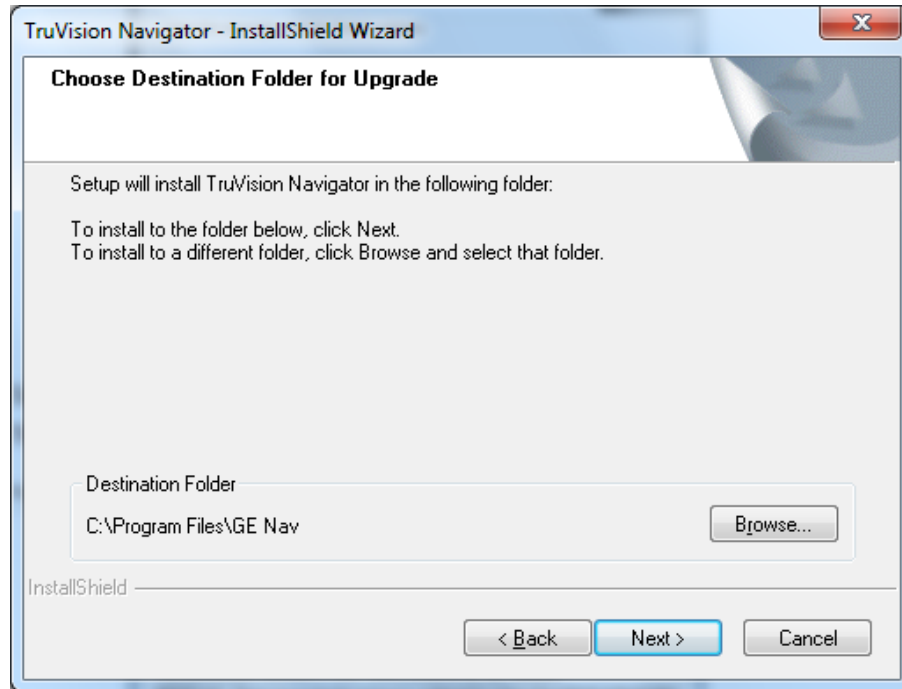 TruVision Navigator - InstallShield Wizard
Choose Destination Folder for Upgrade
Setup will install TruVision Navigator in the following folder:
To install to the folder below, click Next.
To install to a different folder, click Browse and select that folder.
Destination Folder
C:\Program Files\GE Nav
Browse...
InstallShield
< Back
Next >
Cancel